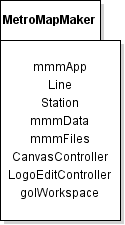 MetroMapMaker
mmmApp
Line
Station
mmmData
mmmFiles
CanvasController
LogoEditController
golWorkspace